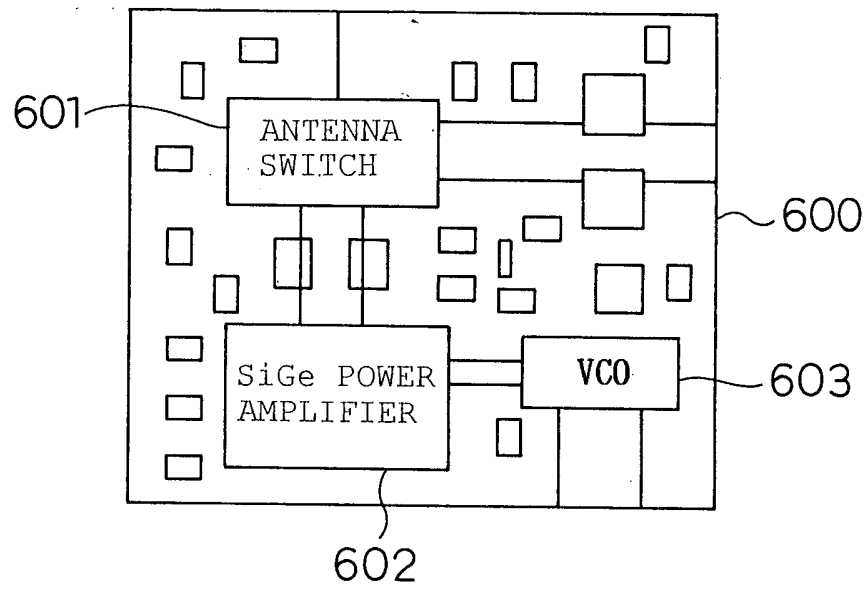 601
ANTENNA
SWITCH
600
SiGe POWER
AMPLIFIER
VCO
603
602